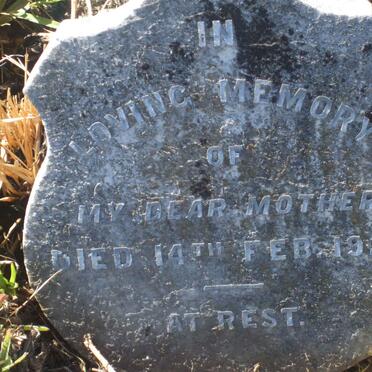 IN
LOVING MEMORY
OF
MY DEAR MOTHER
DIED 14TH FEB. 19
AT REST.